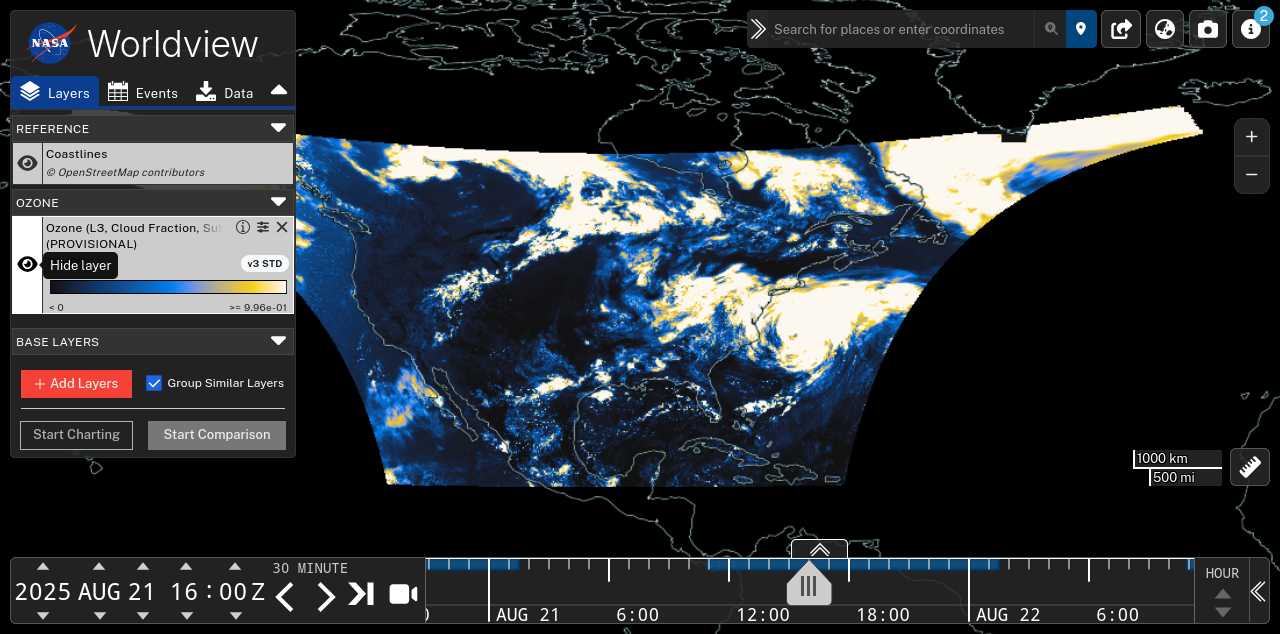 NASA
Worldview
Layers
Events
Data
REFERENCE
Coastlines
© OpenStreetMap contributors
OZONE
Ozone (L3, Cloud Fraction,
(PROVISIONAL)
Hide layer
v3 STD
< 0
>= 9.96e-01
BASE LAYERS
+ Add Layers
Group Similar Layers
Start Charting
Start Comparison
Search for places or enter coordinates
2
+
−
1000 km
500 mi
2025 AUG 21 16 : 00 Z
30 MINUTE
AUG 21
6:00
12:00
18:00
AUG 22
6:00
HOUR